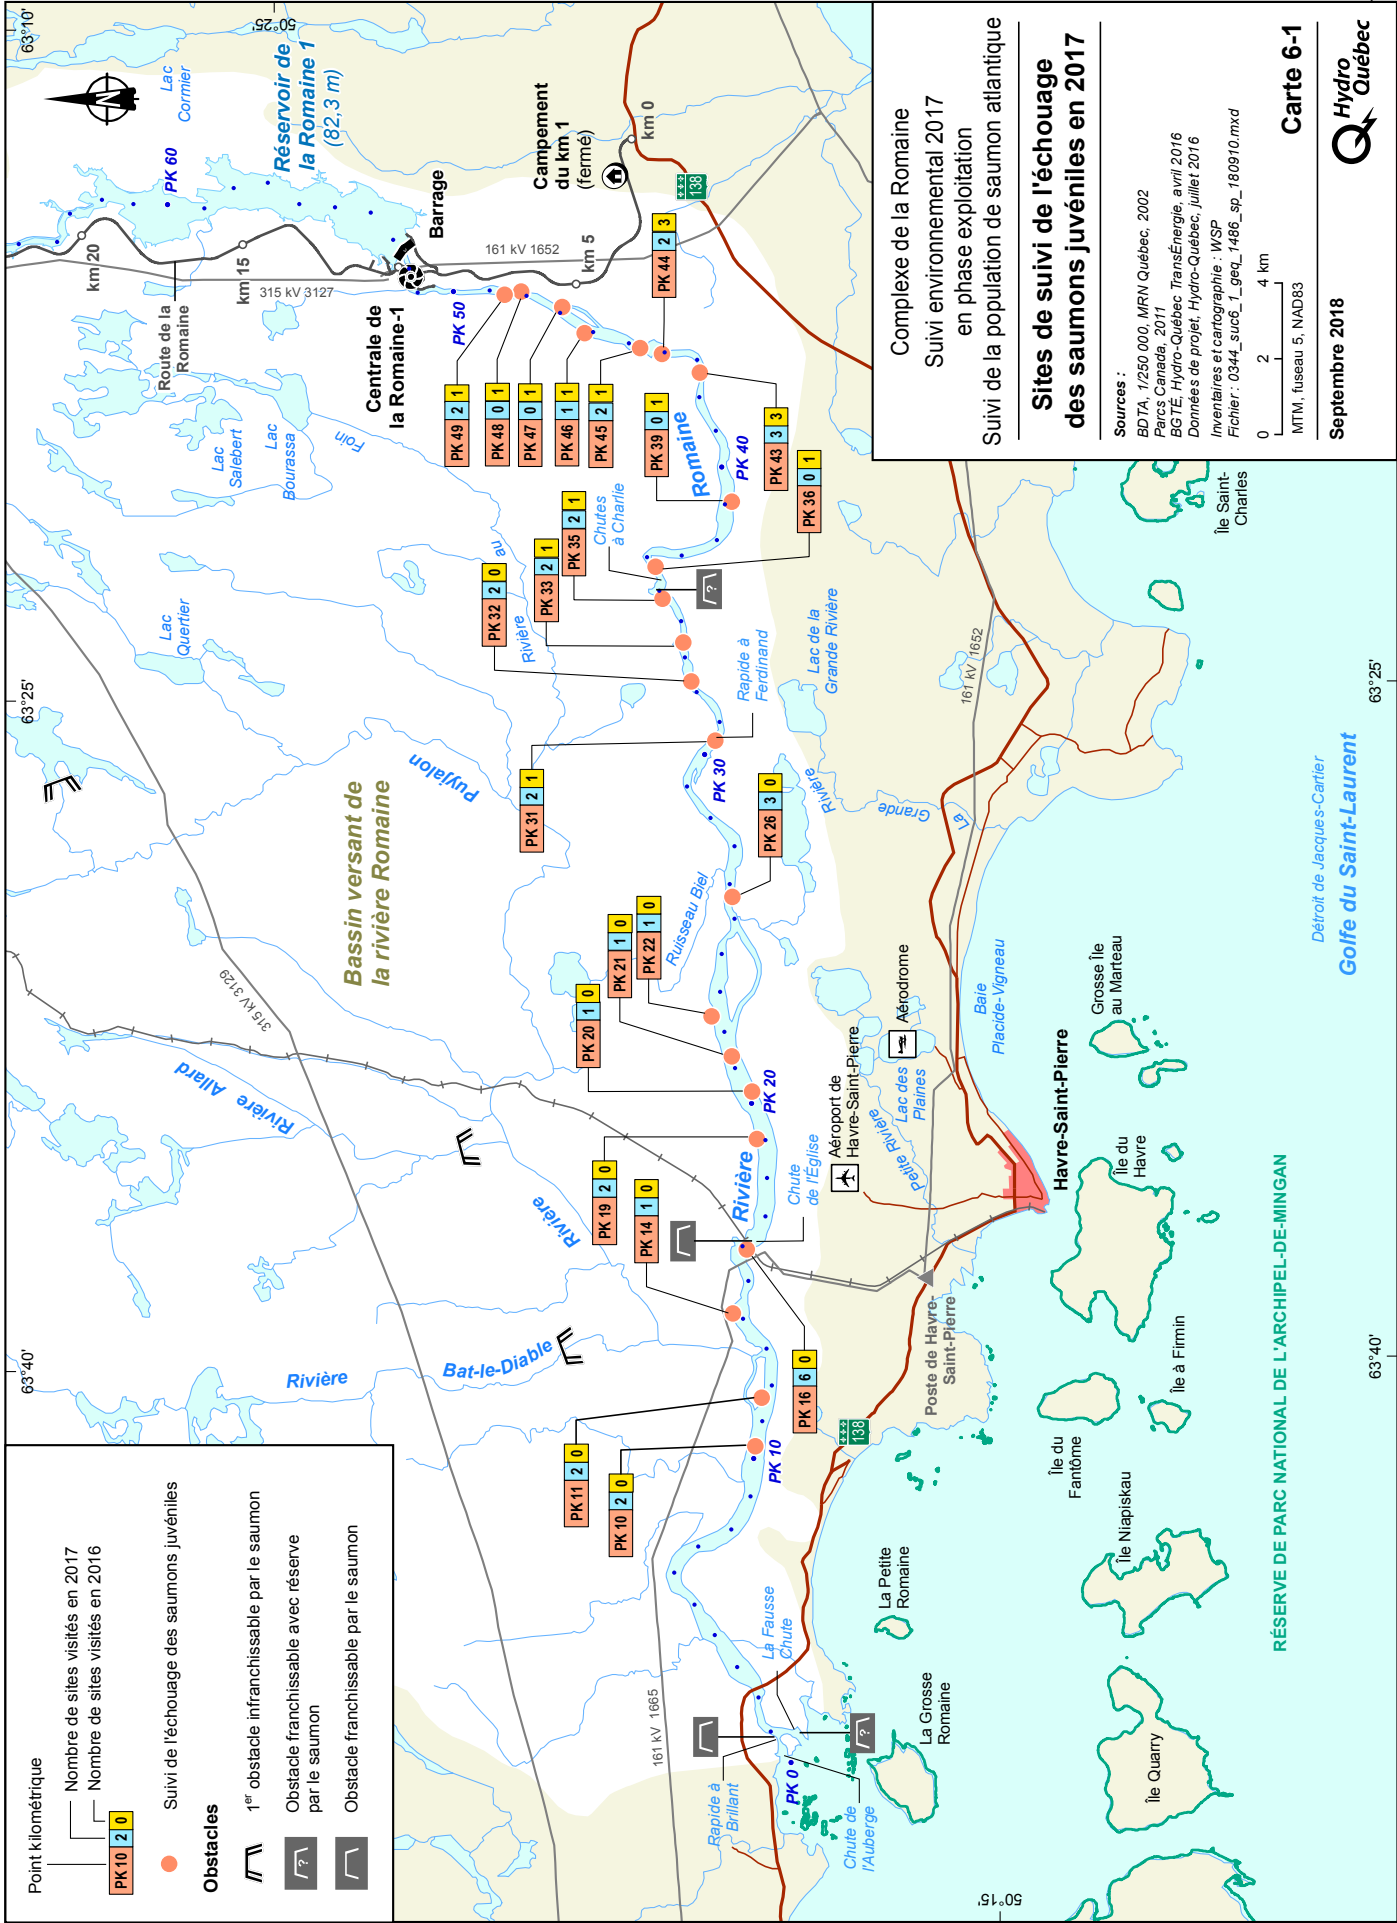 Point kilométrique
Nombre de sites visités en 2017
Nombre de sites visités en 2016
PK 10 2 0
Suivi de l'échouage des saumons juvéniles
Obstacles
1er obstacle infranchissable par le saumon
Obstacle franchissable avec réserve
par le saumon
?
Obstacle franchissable par le saumon
63°40'
63°25'
63°10'
50°25'
50°15'
63°40'
63°25'
Lac
Cormier
Réservoir de
la Romaine 1
(82,3 m)
PK 60
km 20
km 15
Route de la
Romaine
315 kV 3127
Barrage
Centrale de
la Romaine-1
161 kV 1652
km 5
Campement
du km 1
(fermé)
km 0
138
PK 50
Lac
Salebert
Lac
Bourassa
Lac
Quertier
Rivière
au
Foin
Puyjalon
Rivière
Rivière Allard
315 kV 3129
Bassin versant de
la rivière Romaine
Rivière
Bat-le-Diable
PK 49 2 1
PK 48 0 1
PK 47 0 1
PK 46 1 1
PK 45 2 1
PK 44 2 3
PK 43 3 3
PK 39 0 1
PK 36 0 1
PK 35 2 1
PK 33 2 1
PK 32 2 0
PK 31 2 1
PK 26 3 0
PK 22 1 0
PK 21 1 0
PK 20 1 0
PK 19 2 0
PK 16 6 0
PK 14 1 0
PK 11 2 0
PK 10 2 0
Romaine
PK 40
Chutes
à Charlie
?
Rapide à
Ferdinand
PK 30
Ruisseau Biel
PK 20
Rivière
Chute
de l'Église
PK 10
Lac de la
Grande Rivière
Rivière
La
Grande
161 kV 1652
Aérodrome
Aéroport de
Havre-Saint-Pierre
Lac des
Plaines
Petite Rivière
Baie
Placide-Vigneau
Havre-Saint-Pierre
Poste de Havre-
Saint-Pierre
138
161 kV 1665
La Fausse
Chute
Rapide à
Brillant
PK 0
Chute de
l'Auberge
?
La Petite
Romaine
La Grosse
Romaine
Île Quarry
Île Niapiskau
Île du
Fantôme
Île à Firmin
Île du
Havre
Grosse Île
au Marteau
Île Saint-
Charles
Détroit de Jacques-Cartier
Golfe du Saint-Laurent
RÉSERVE DE PARC NATIONAL DE L'ARCHIPEL-DE-MINGAN
N
Complexe de la Romaine
Suivi environnemental 2017
en phase exploitation
Suivi de la population de saumon atlantique
Sites de suivi de l'échouage
des saumons juvéniles en 2017
Sources :
BDTA, 1/250 000, MRN Québec, 2002
Parcs Canada, 2011
BGTÉ, Hydro-Québec TransÉnergie, avril 2016
Données de projet, Hydro-Québec, juillet 2016
Inventaires et cartographie : WSP
Fichier : 0344_suc6_1_geq_1486_sp_180910.mxd
0 2 4 km
MTM, fuseau 5, NAD83
Carte 6-1
Septembre 2018
Hydro
Québec